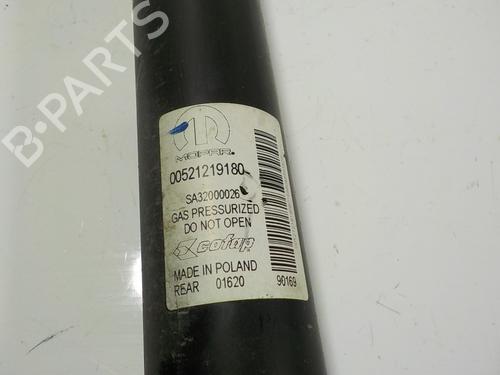 B-PARTS
MOPAR.
00521219180
SA32000026
GAS PRESSURIZED
DO NOT OPEN
cofap
MADE IN POLAND
REAR 01620 90169